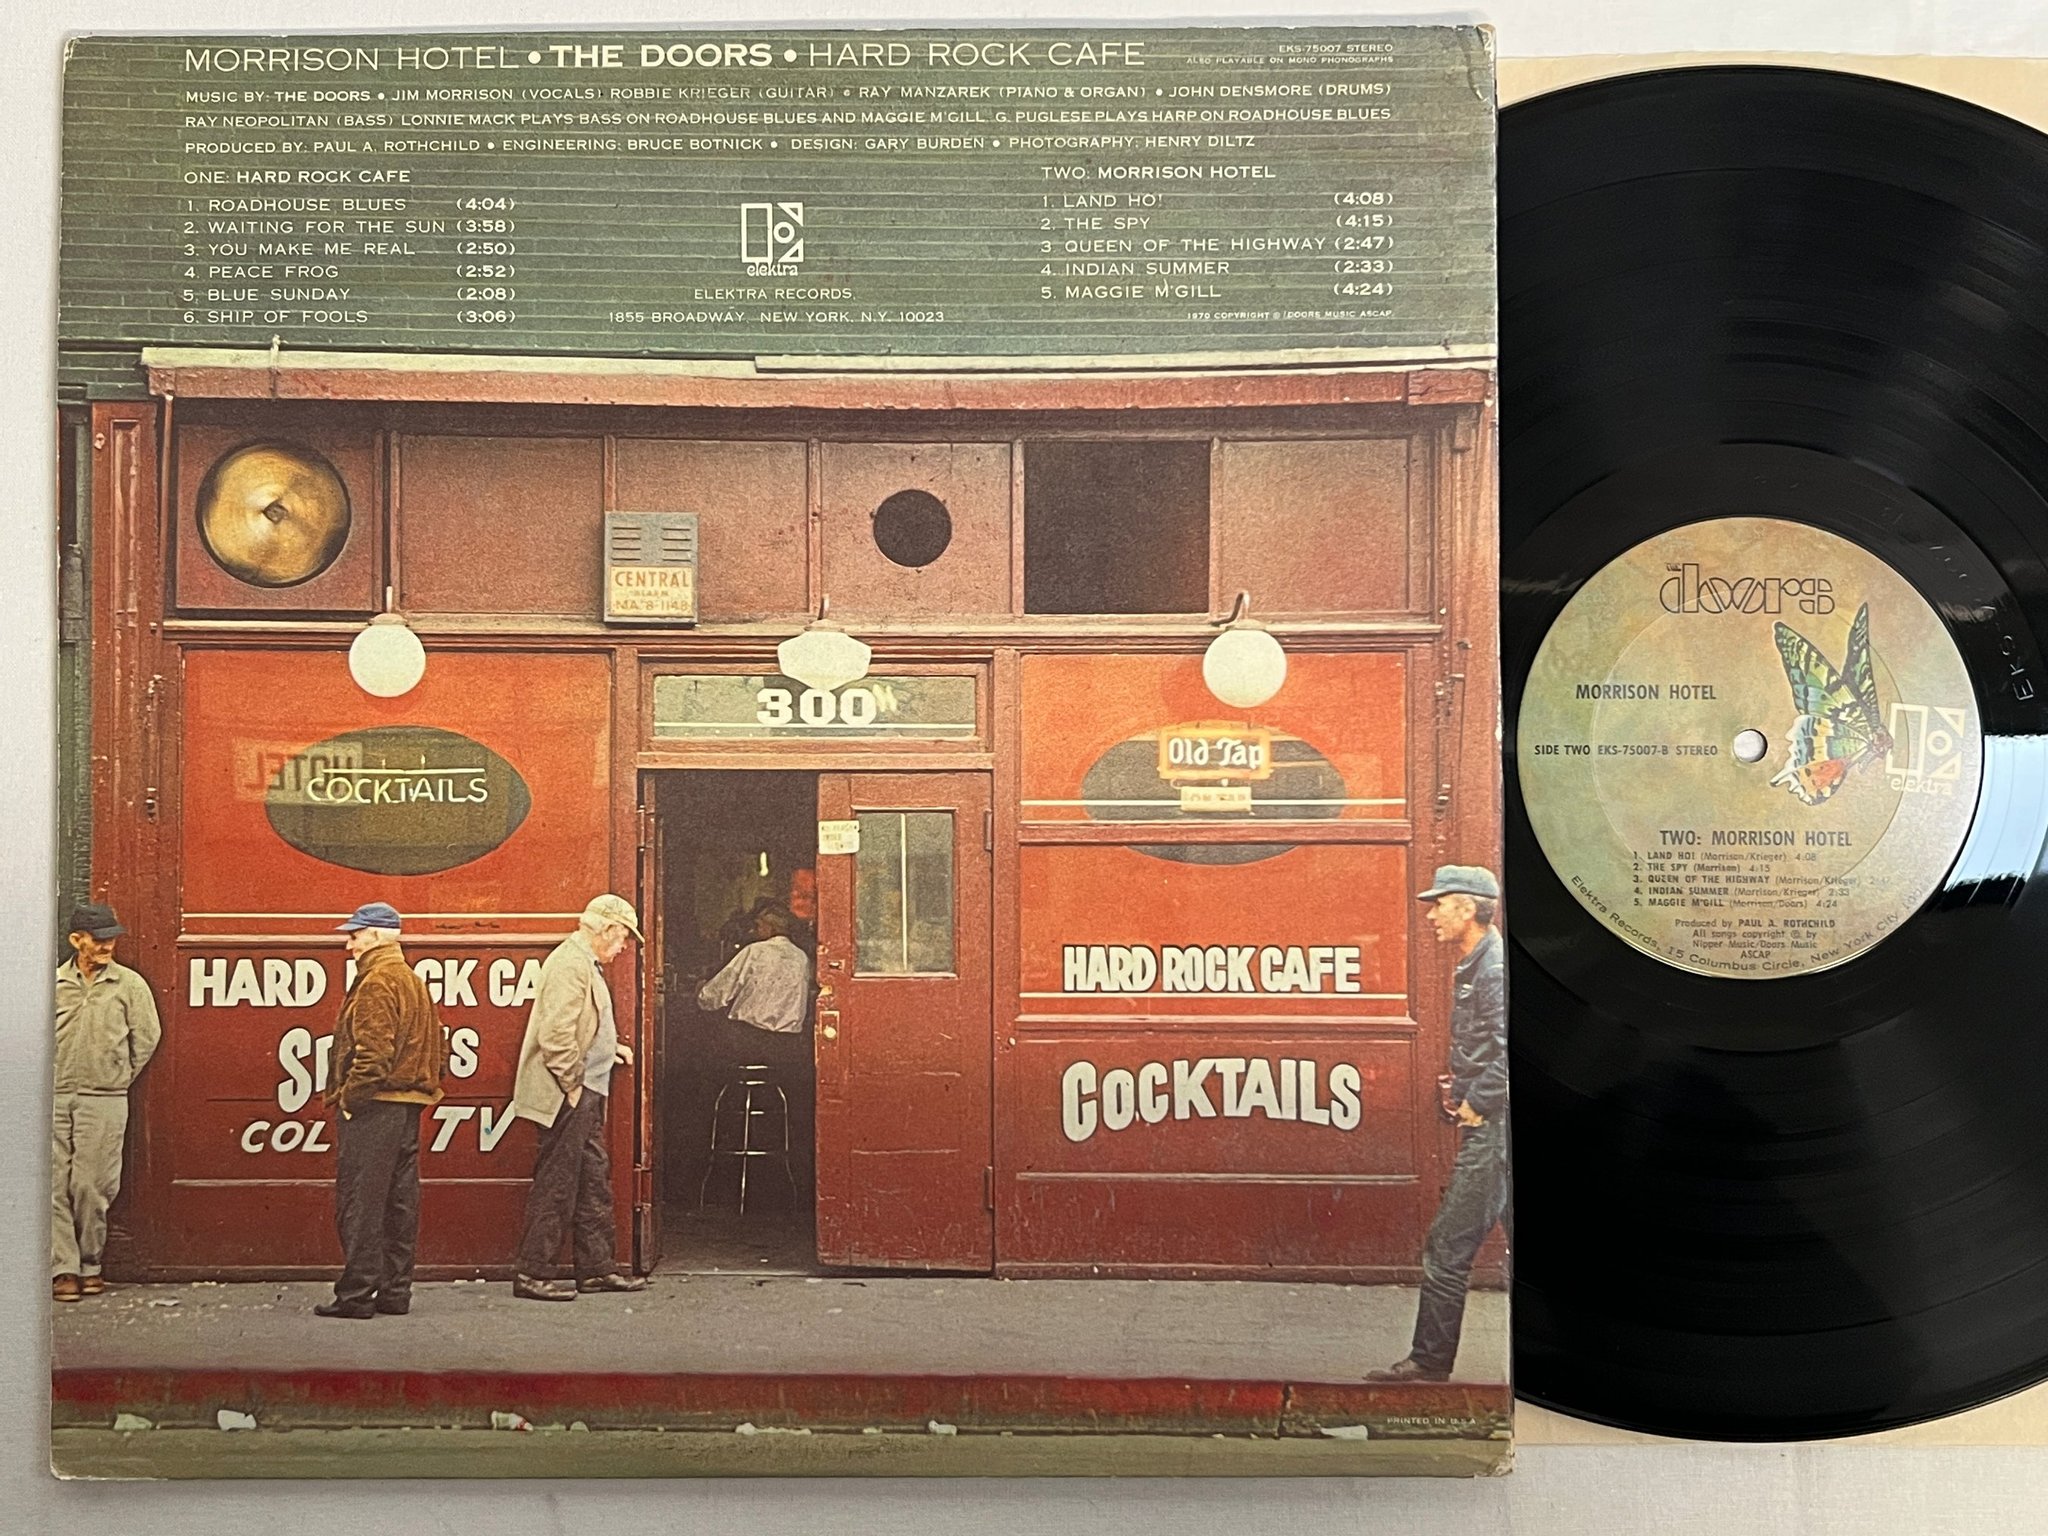 MORRISON HOTEL • THE DOORS • HARD ROCK CAFE
EKS-75007 STEREO
ALSO PLAYABLE ON MONO PHONOGRAPHS
MUSIC BY: THE DOORS • JIM MORRISON (VOCALS) ROBBIE KRIEGER (GUITAR) • RAY MANZAREK (PIANO & ORGAN) • JOHN DENSMORE (DRUMS)
RAY NEOPOLITAN (BASS) LONNIE MACK PLAYS BASS ON ROADHOUSE BLUES AND MAGGIE M'GILL. G. PUGLESE PLAYS HARP ON ROADHOUSE BLUES
PRODUCED BY: PAUL A. ROTHCHILD • ENGINEERING: BRUCE BOTNICK • DESIGN: GARY BURDEN • PHOTOGRAPHY: HENRY DILTZ
ONE: HARD ROCK CAFE
1. ROADHOUSE BLUES (4:04)
2. WAITING FOR THE SUN (3:58)
3. YOU MAKE ME REAL (2:50)
4. PEACE FROG (2:52)
5. BLUE SUNDAY (2:08)
6. SHIP OF FOOLS (3:06)
elektra
ELEKTRA RECORDS,
1855 BROADWAY, NEW YORK, N.Y. 10023
TWO: MORRISON HOTEL
1. LAND HO! (4:08)
2. THE SPY (4:15)
3 QUEEN OF THE HIGHWAY (2:47)
4. INDIAN SUMMER (2:33)
5. MAGGIE M'GILL (4:24)
1970 COPYRIGHT © DOORS MUSIC ASCAP.
CENTRAL
ALARM
MA.8-1148
300
HOTEL
COCKTAILS
Old Tap
ON TAP
HARD ROCK CA
S 'S
COL TV
HARD ROCK CAFE
COCKTAILS
PRINTED IN U.S.A.
THE doors
MORRISON HOTEL
SIDE TWO EKS-75007-B STEREO
elektra
TWO: MORRISON HOTEL
1. LAND HO! (Morrison/Krieger) 4:08
2. THE SPY (Morrison) 4:15
3. QUEEN OF THE HIGHWAY (Morrison/Krieger) 2:47
4. INDIAN SUMMER (Morrison/Krieger) 2:33
5. MAGGIE M'GILL (Morrison/Doors) 4:24
Produced by PAUL A. ROTHCHILD
All songs copyright ℗ by
Nipper Music/Doors Music
ASCAP
Elektra Records, 15 Columbus Circle, New York City
EKS